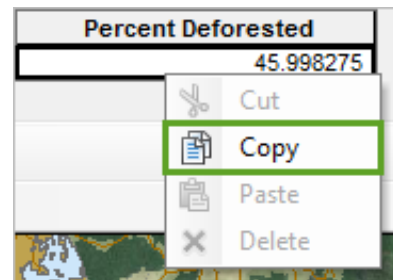 Percent Deforested
45.998275
Cut
Copy
Paste
Delete